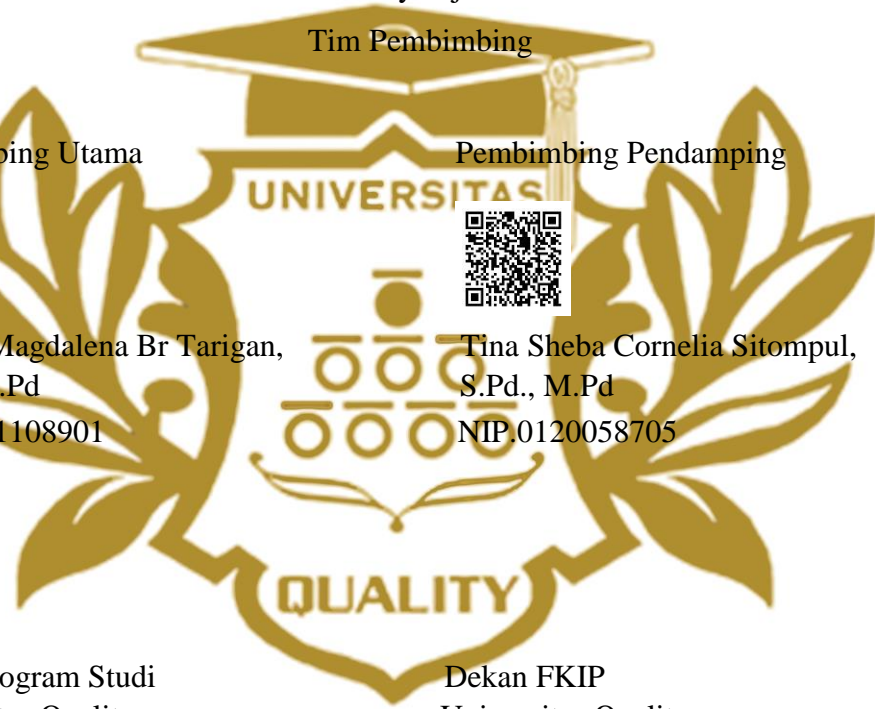 Tim Pembimbing
bing Utama Pembimbing Pendamping
UNIVERSITAS
Magdalena Br Tarigan, Tina Sheba Cornelia Sitompul,
.Pd S.Pd., M.Pd
1108901 NIP.0120058705
QUALITY
ogram Studi Dekan FKIP